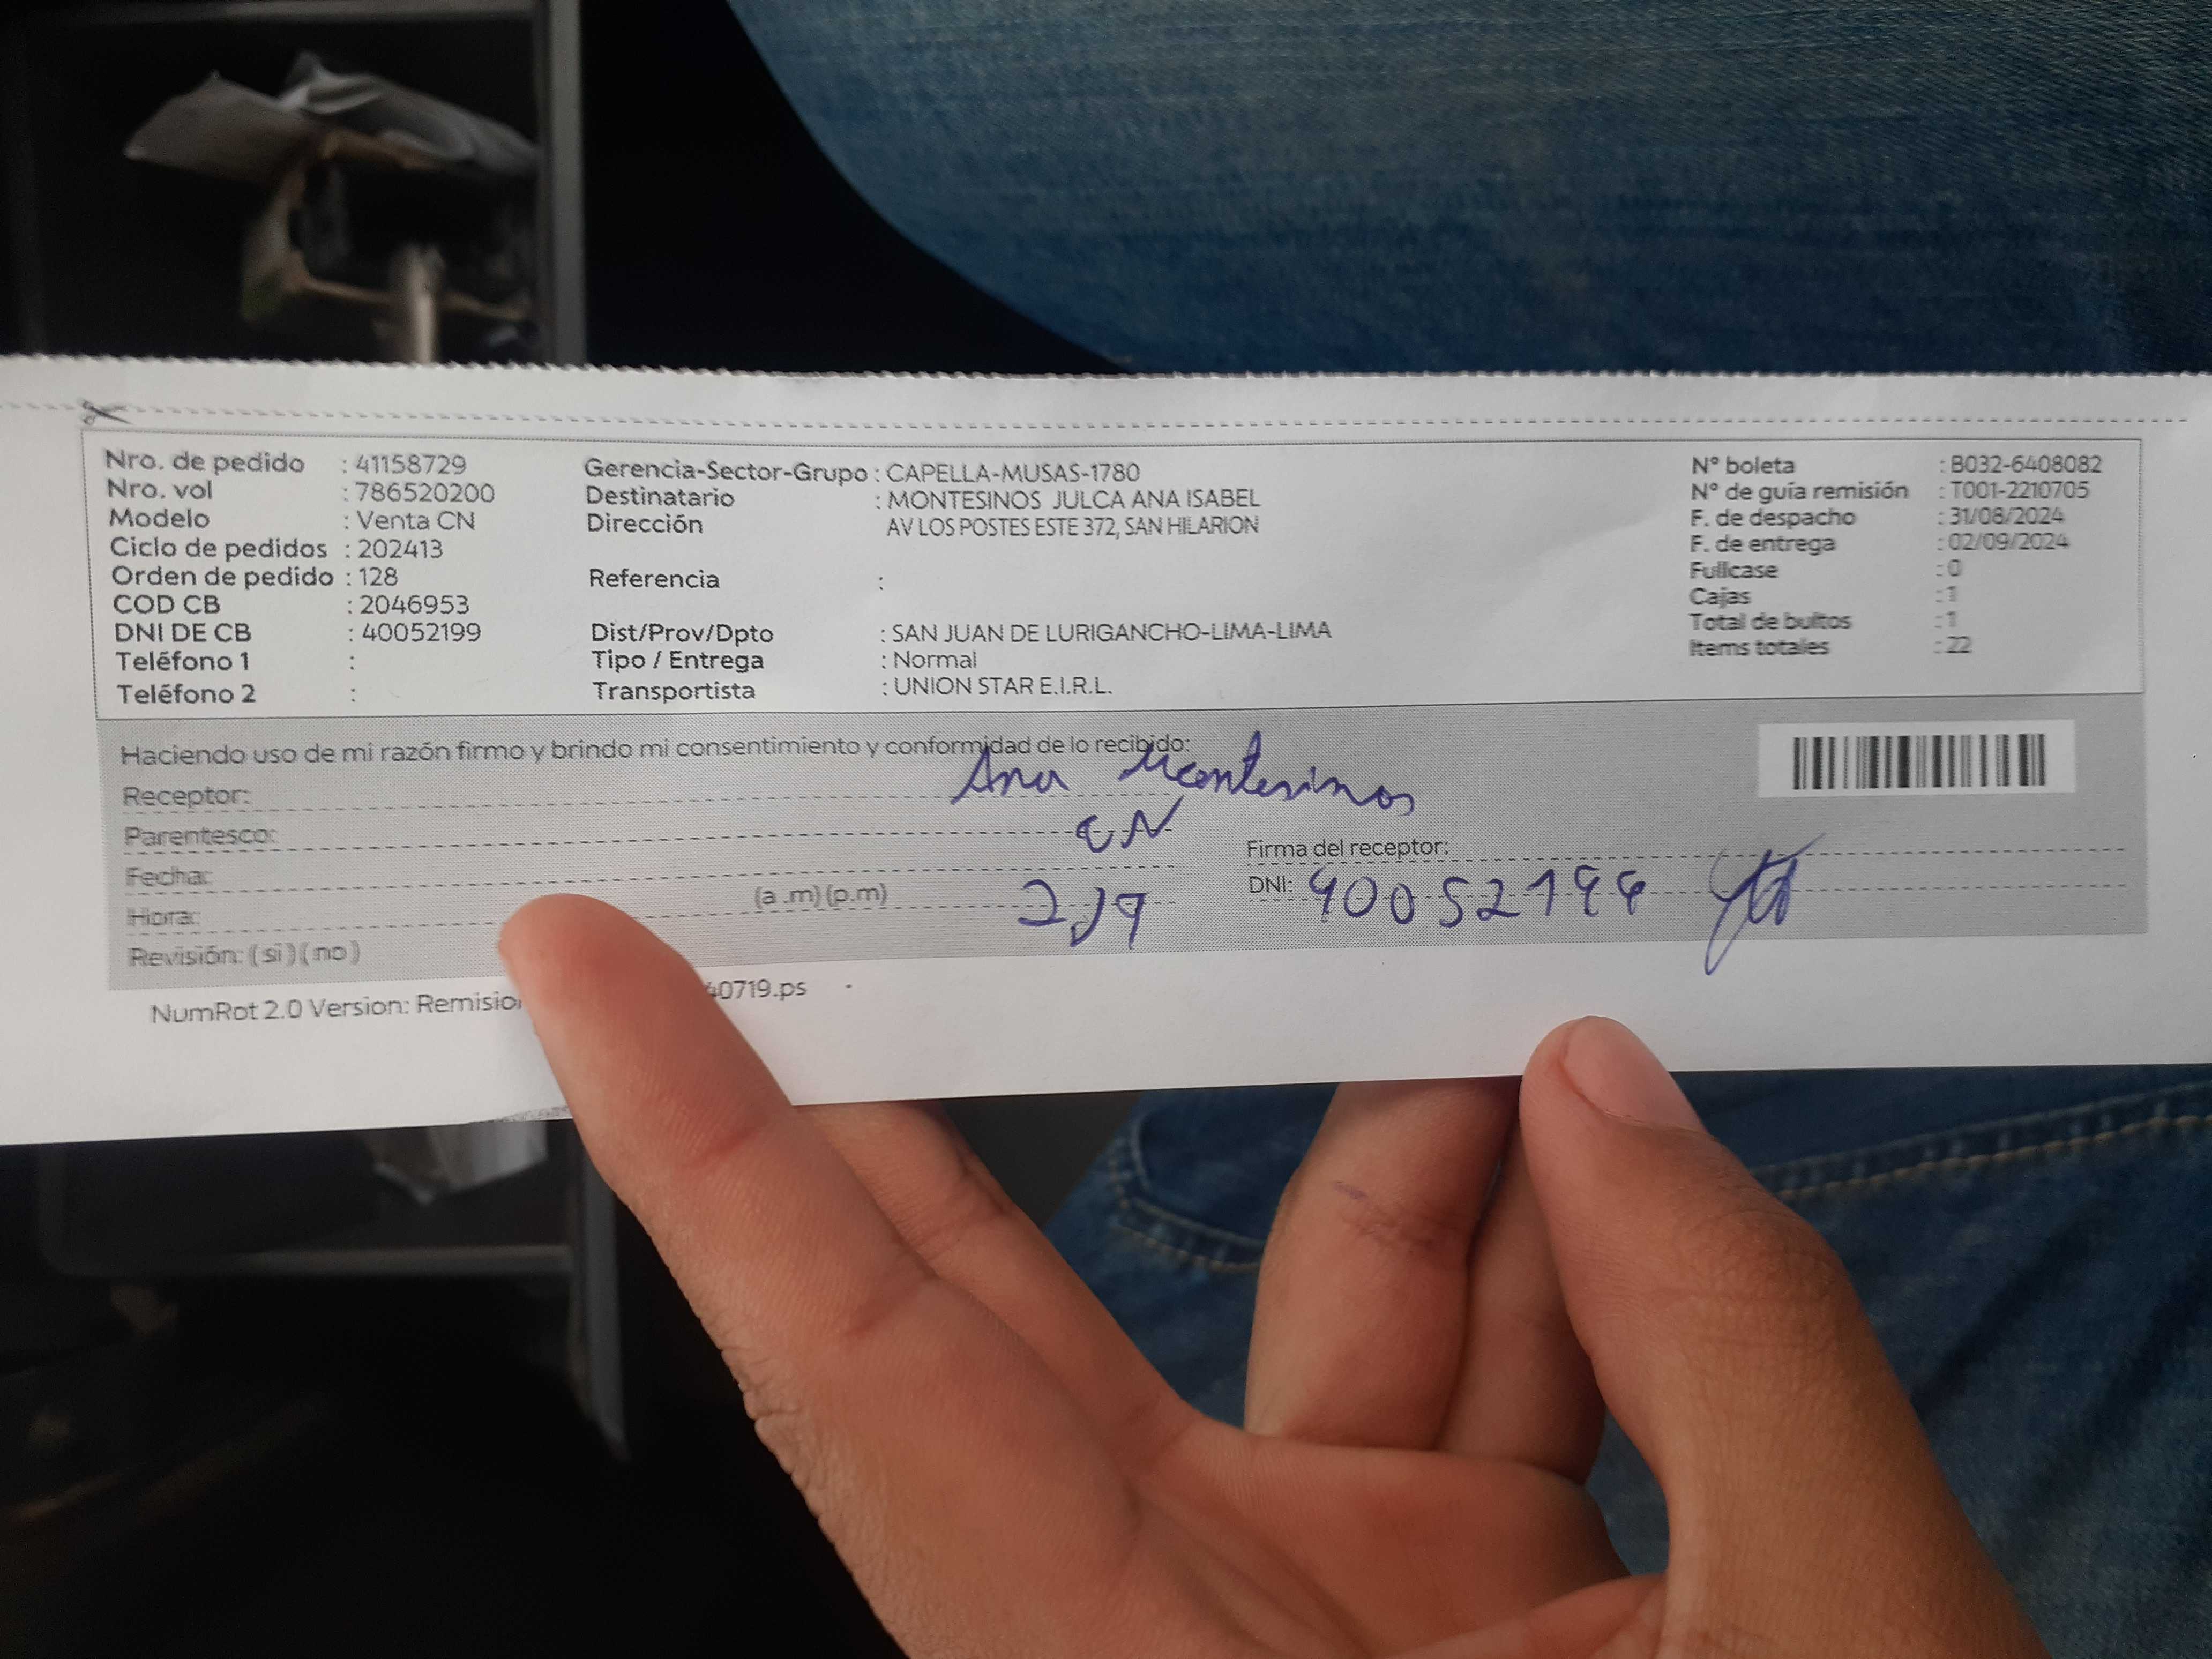 Nro. de pedido : 41158729
Nro. vol : 786520200
Modelo : Venta CN
Ciclo de pedidos : 202413
Orden de pedido : 128
COD CB : 2046953
DNI DE CB : 40052199
Teléfono 1 :
Teléfono 2 :
Gerencia-Sector-Grupo : CAPELLA-MUSAS-1780
Destinatario : MONTESINOS JULCA ANA ISABEL
Dirección AV LOS POSTES ESTE 372, SAN HILARION
Referencia :
Dist/Prov/Dpto : SAN JUAN DE LURIGANCHO-LIMA-LIMA
Tipo / Entrega : Normal
Transportista : UNION STAR E.I.R.L.
N° boleta : B032-6408082
N° de guía remisión : T001-2210705
F. de despacho : 31/08/2024
F. de entrega : 02/09/2024
Fullcase : 0
Cajas : 1
Total de bultos : 1
Items totales : 22
Haciendo uso de mi razón firmo y brindo mi consentimiento y conformidad de lo recibido:
Receptor: Ana Montesinos
Parentesco: CN
Fecha:
Hora: (a .m) (p.m)
Revisión: ( si ) ( no )
Firma del receptor:
DNI:
NumRot 2.0 Version: Remision
40719.ps